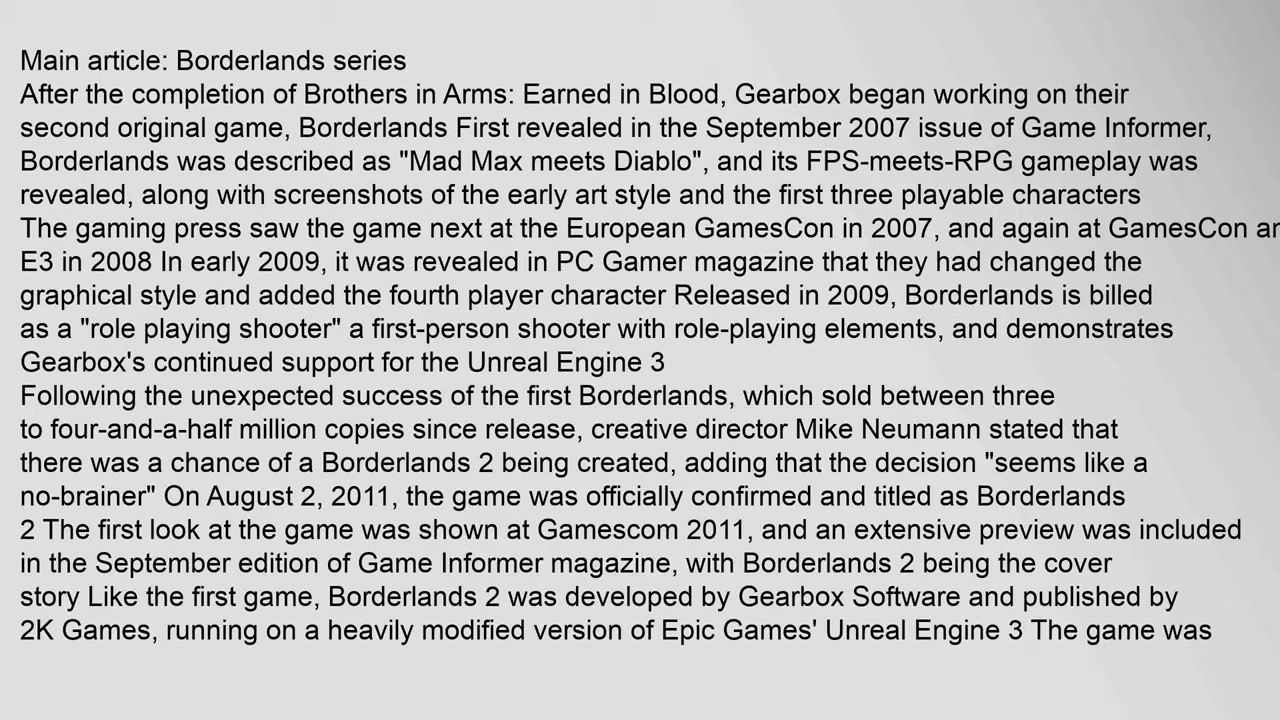 Main article: Borderlands series
After the completion of Brothers in Arms: Earned in Blood, Gearbox began working on their
second original game, Borderlands First revealed in the September 2007 issue of Game Informer,
Borderlands was described as "Mad Max meets Diablo", and its FPS-meets-RPG gameplay was
revealed, along with screenshots of the early art style and the first three playable characters
The gaming press saw the game next at the European GamesCon in 2007, and again at GamesCon
E3 in 2008 In early 2009, it was revealed in PC Gamer magazine that they had changed the
graphical style and added the fourth player character Released in 2009, Borderlands is billed
as a "role playing shooter" a first-person shooter with role-playing elements, and demonstrates
Gearbox's continued support for the Unreal Engine 3
Following the unexpected success of the first Borderlands, which sold between three
to four-and-a-half million copies since release, creative director Mike Neumann stated that
there was a chance of a Borderlands 2 being created, adding that the decision "seems like a
no-brainer" On August 2, 2011, the game was officially confirmed and titled as Borderlands
2 The first look at the game was shown at Gamescom 2011, and an extensive preview was included
in the September edition of Game Informer magazine, with Borderlands 2 being the cover
story Like the first game, Borderlands 2 was developed by Gearbox Software and published by
2K Games, running on a heavily modified version of Epic Games' Unreal Engine 3 The game was